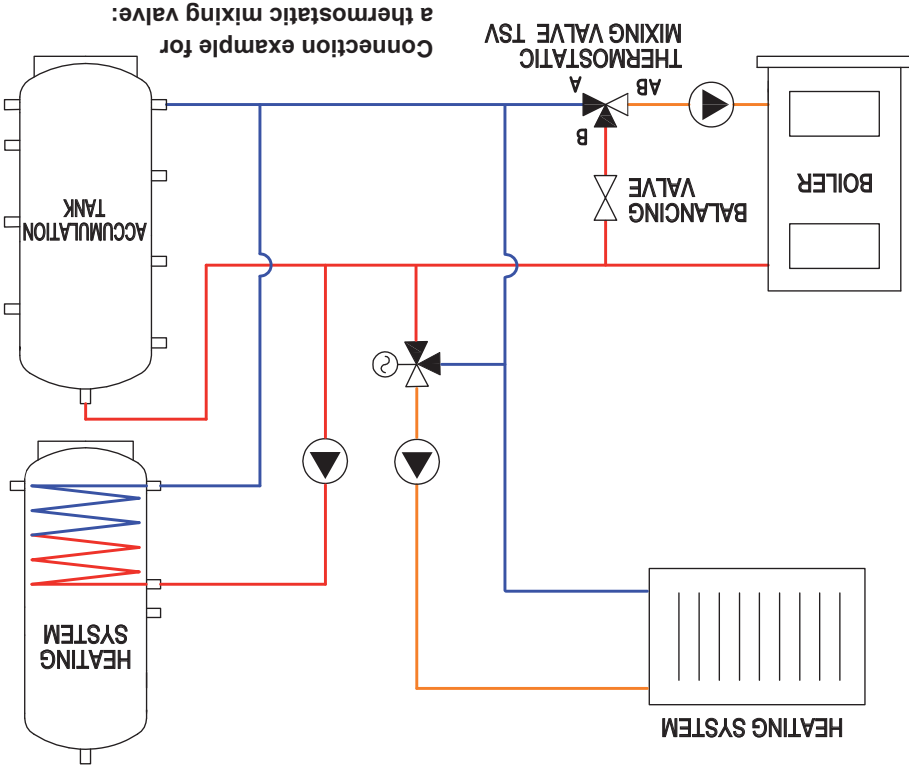 HEATING SYSTEM
HEATING
SYSTEM
BALANCING
VALVE
BOILER
ACCUMULATION
TANK
B
A
AB
THERMOSTATIC
MIXING VALVE TSV
Connection example for
a thermostatic mixing valve: